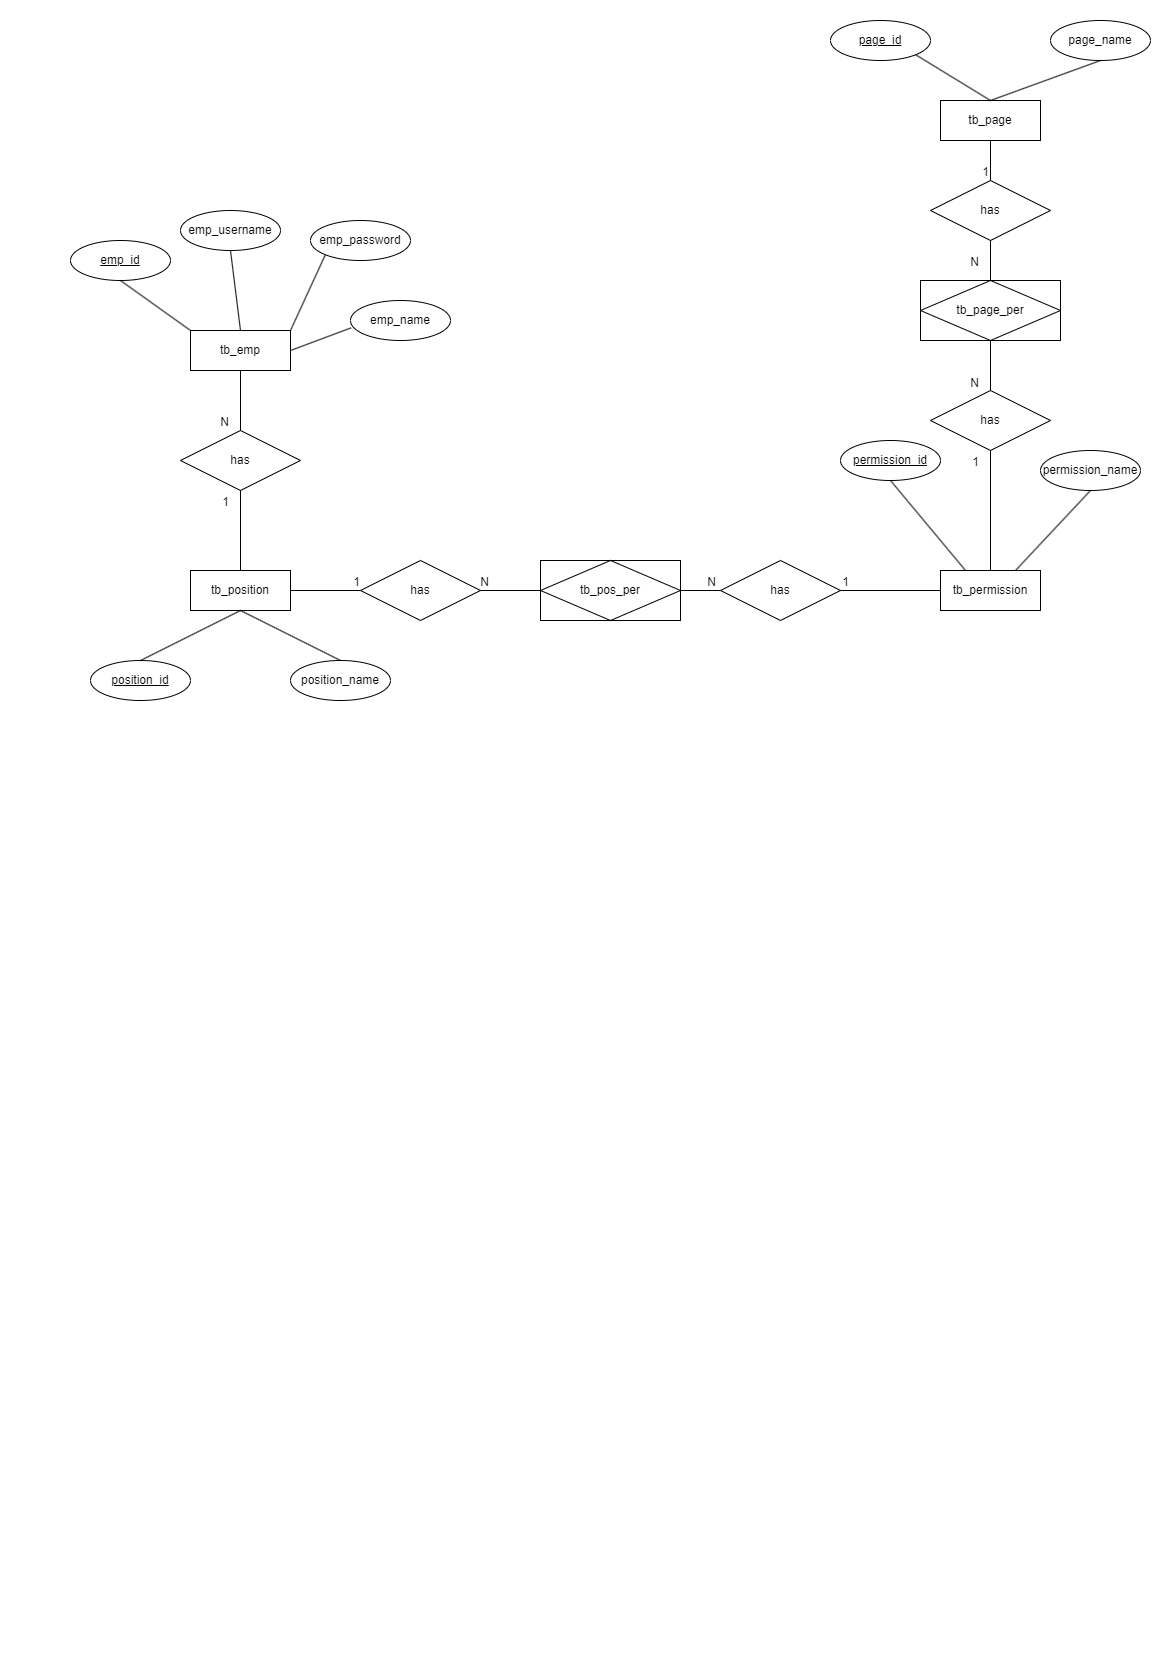 page_id
page_name
tb_page
1
has
N
tb_page_per
N
has
1
permission_id
permission_name
tb_permission
emp_id
emp_username
emp_password
emp_name
tb_emp
N
has
1
tb_position
1
has
N
tb_pos_per
N
has
1
position_id
position_name